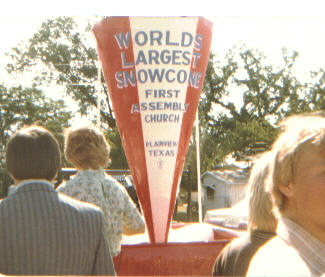 WORLDS
LARGEST
SNOWCONE
FIRST
ASSEMBLY
CHURCH
PLAINVIEW
TEXAS